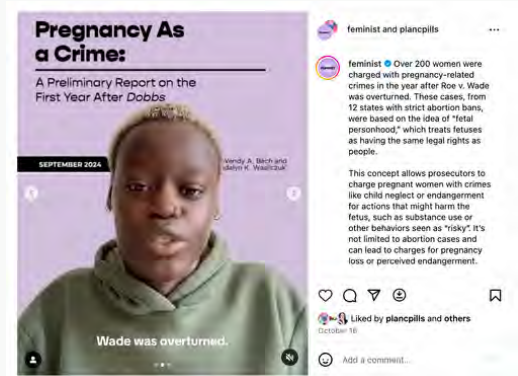 Pregnancy As
a Crime:
A Preliminary Report on the
First Year After Dobbs
SEPTEMBER 2024
Wendy A. Bach and
Wade was overturned.
feminist and plancpills
feminist Over 200 women were
charged with pregnancy-related
crimes in the year after Roe v. Wade
was overturned. These cases, from
12 states with strict abortion bans,
were based on the idea of "fetal
personhood," which treats fetuses
as having the same legal rights as
people.
This concept allows prosecutors to
charge pregnant women with crimes
like child neglect or endangerment
for actions that might harm the
fetus, such as substance use or
other behaviors seen as "risky". It's
not limited to abortion cases and
can lead to charges for pregnancy
loss or perceived endangerment.
Liked by plancpills and others
October 16
Add a comment...